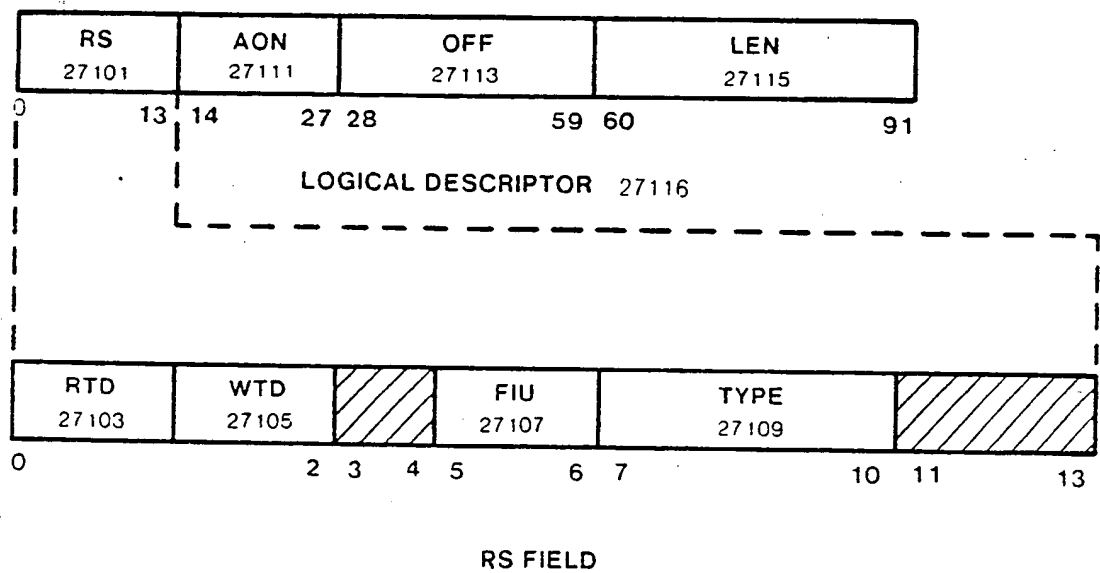 RS AON OFF LEN
27101 27111 27113 27115
0 13 14 27 28 59 60 91
LOGICAL DESCRIPTOR 27116
RTD WTD FIU TYPE
27103 27105 27107 27109
0 2 3 4 5 6 7 10 11 13
RS FIELD